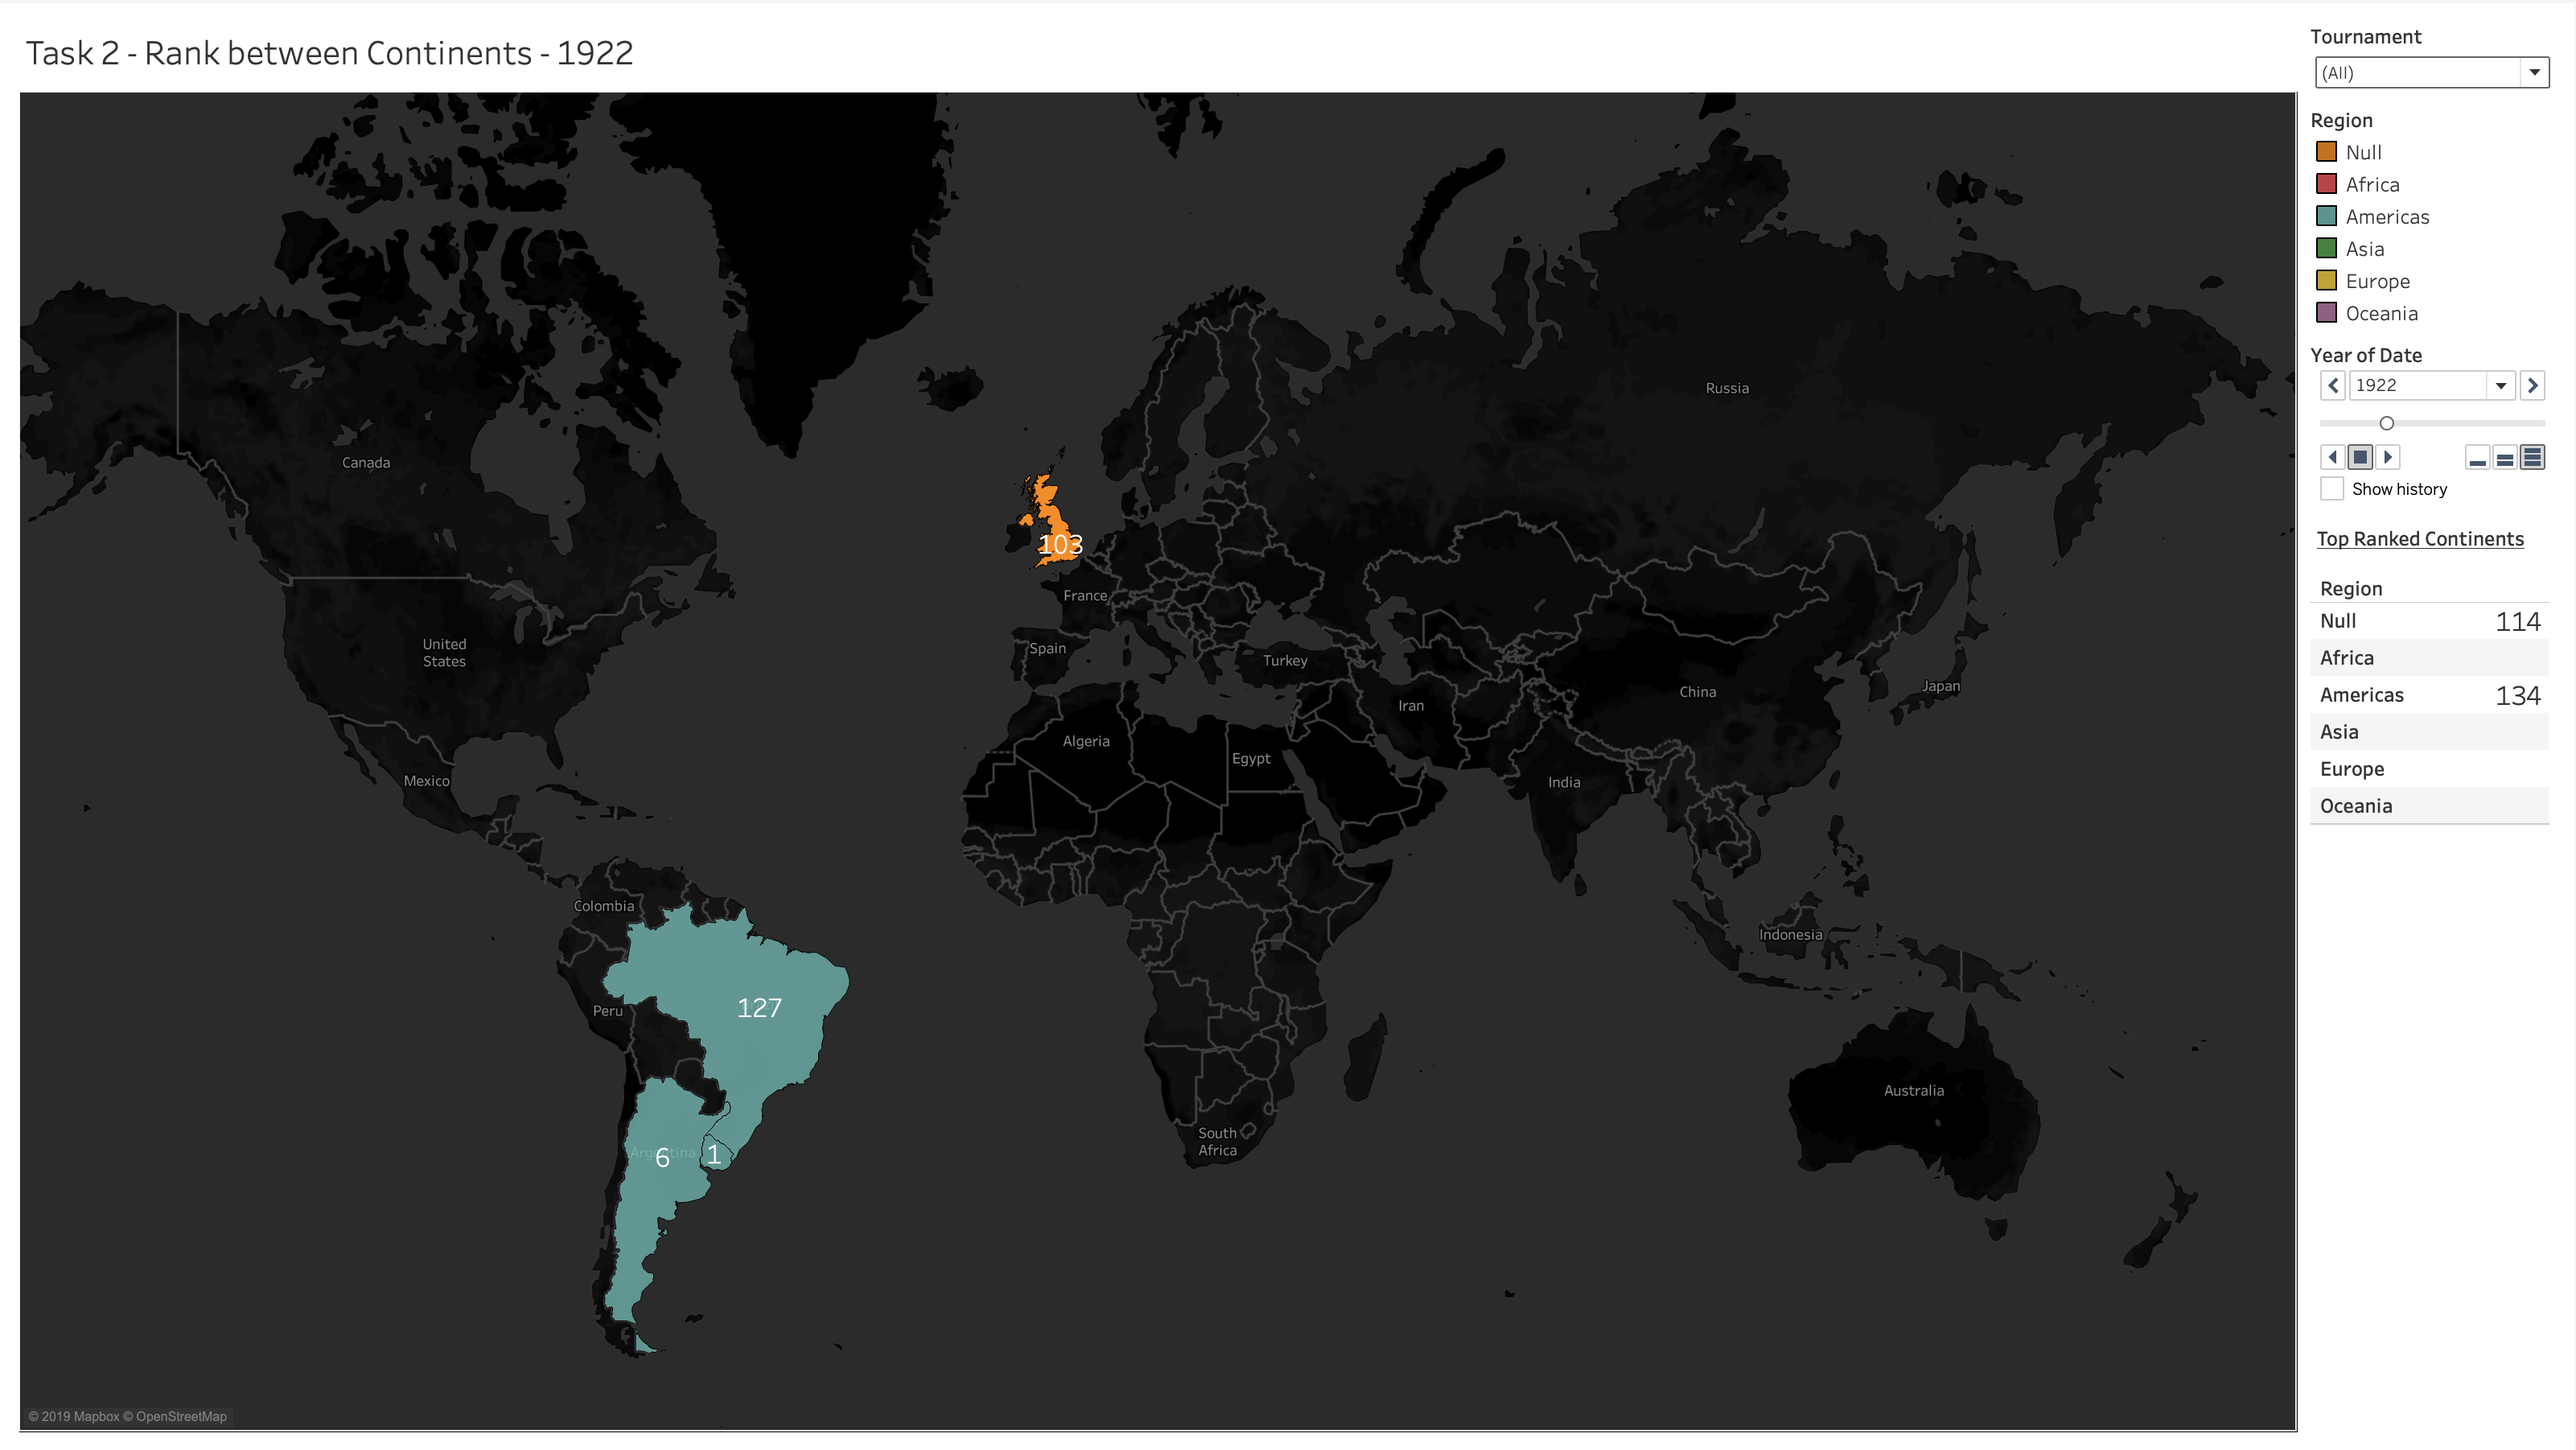 Task 2 - Rank between Continents - 1922
Tournament
(All)
Region
Null
Africa
Americas
Asia
Europe
Oceania
Year of Date
1922
Show history
Top Ranked Continents
Region
Null 114
Africa
Americas 134
Asia
Europe
Oceania
Russia
Canada
103
France
United
States
Spain
Turkey
China
Japan
Iran
Algeria
Egypt
Mexico
India
Colombia
Indonesia
127
Peru
Australia
South
Africa
Argentina
6
1
© 2019 Mapbox © OpenStreetMap